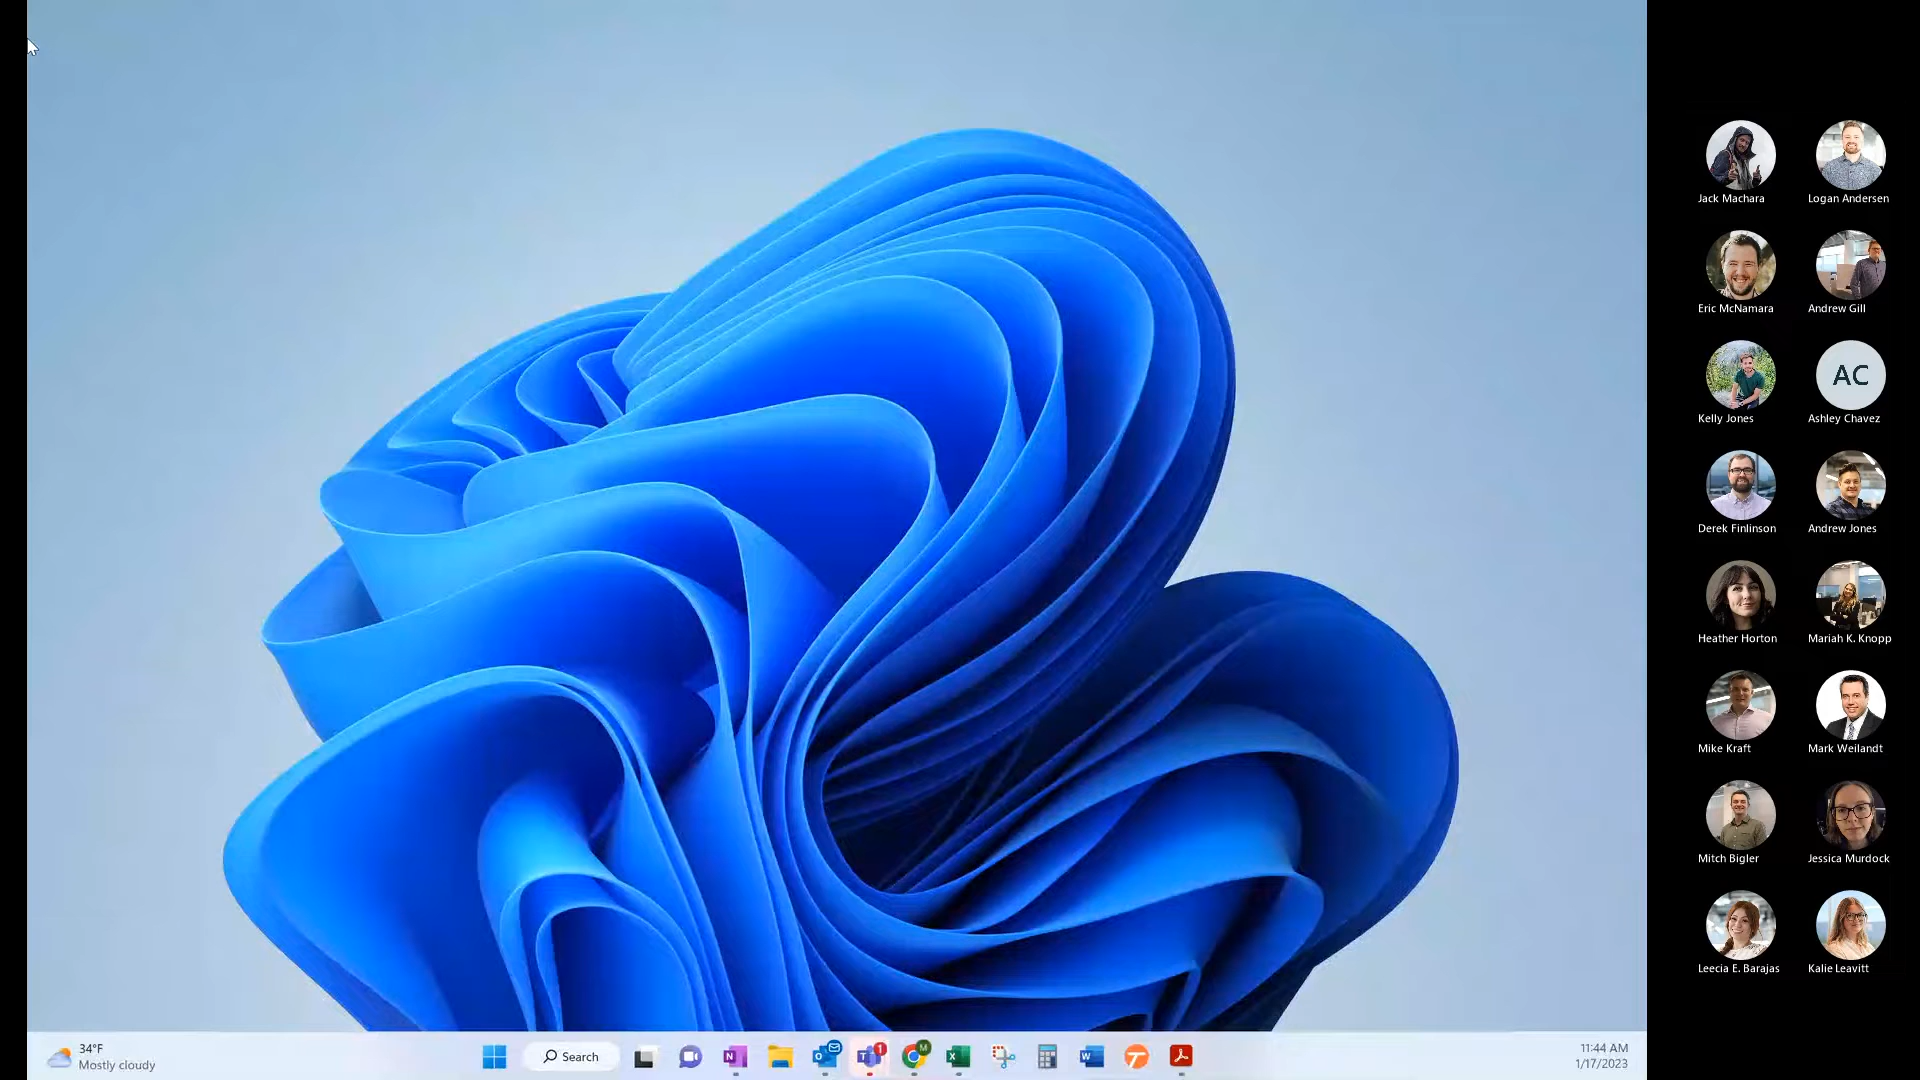 Jack Machara
Logan Andersen
Eric McNamara
Andrew Gill
Kelly Jones
AC
Ashley Chavez
Derek Finlinson
Andrew Jones
Heather Horton
Mariah K. Knopp
Mike Kraft
Mark Weilandt
Mitch Bigler
Jessica Murdock
Leecia E. Barajas
Kalie Leavitt
34°F
Mostly cloudy
Search
N
O
T
1
M
X
W
11:44 AM
1/17/2023